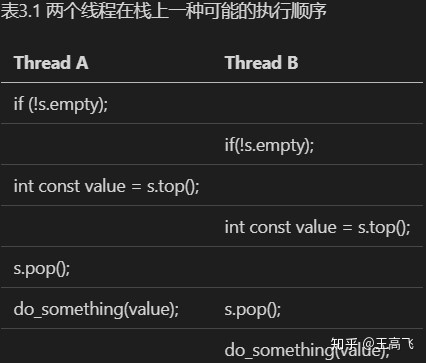 表3.1 两个线程在栈上一种可能的执行顺序
Thread A Thread B
if (!s.empty);
if(!s.empty);
int const value = s.top();
int const value = s.top();
s.pop();
do_something(value); s.pop();
do_something(value);
知乎 @王高飞